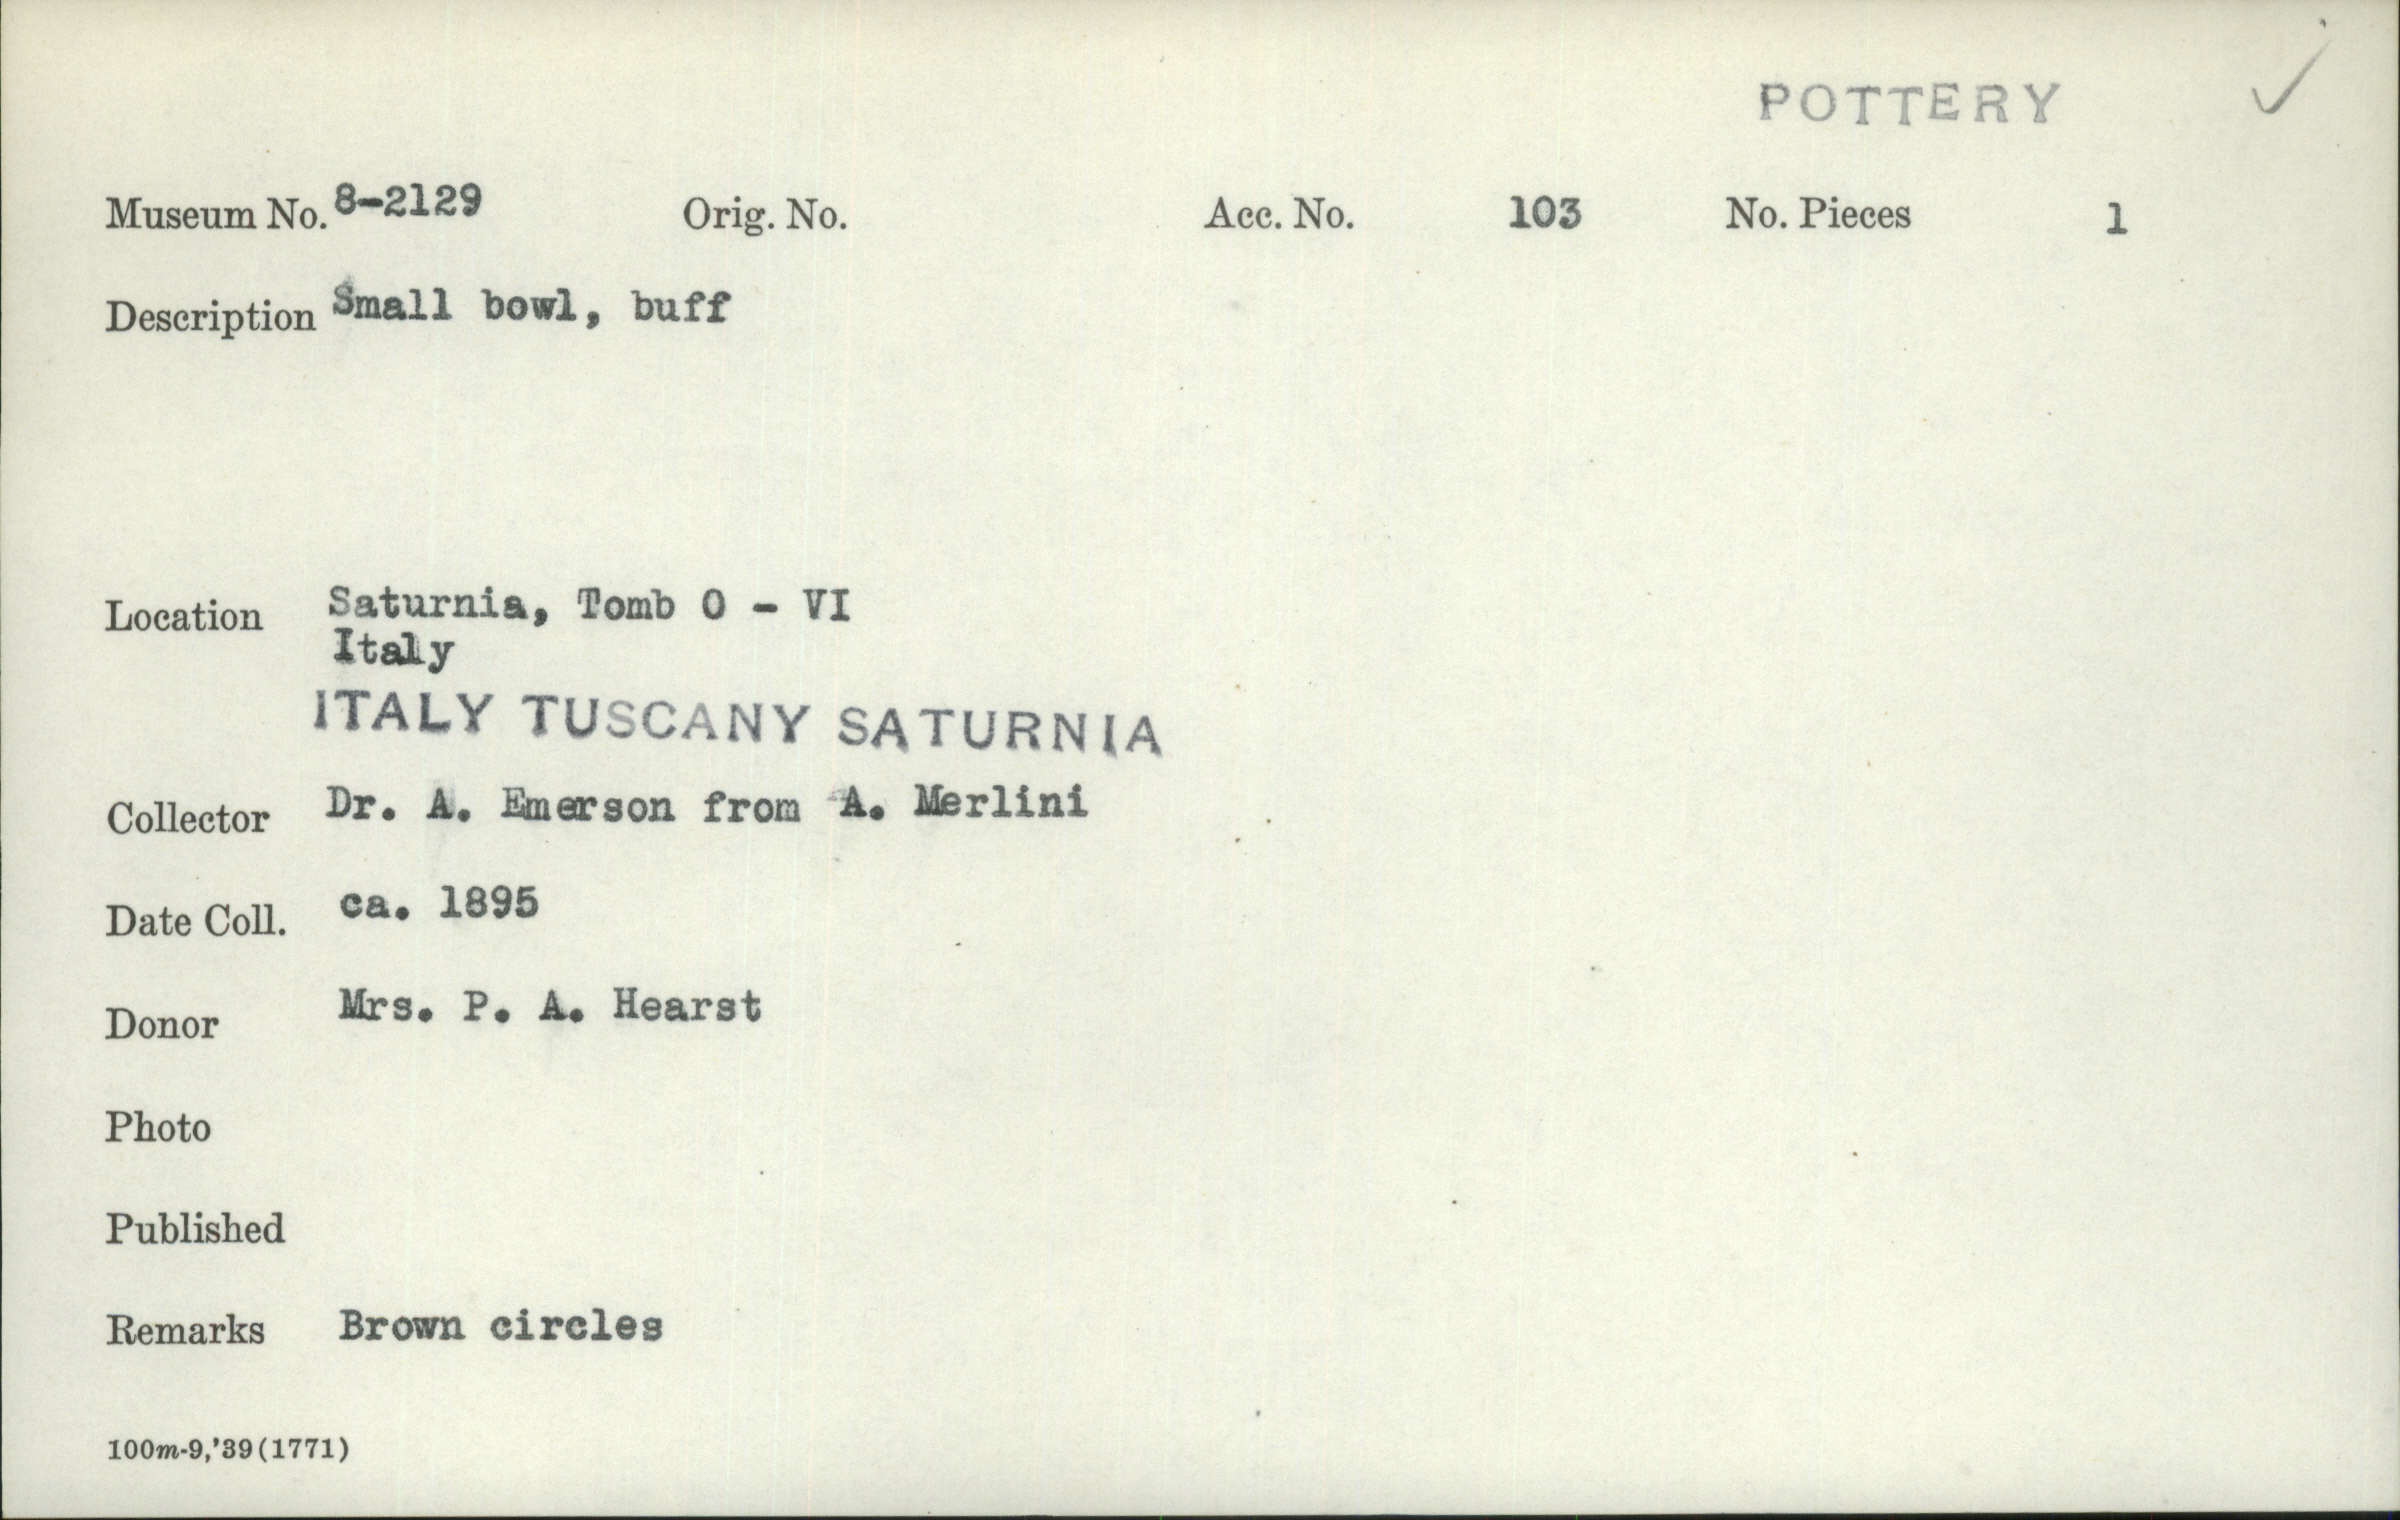 POTTERY ✓
Museum No. 8-2129 Orig. No. Acc. No. 103 No. Pieces 1
Description Small bowl, buff
Location Saturnia, Tomb O - VI
Italy
ITALY TUSCANY SATURNIA
Collector Dr. A. Emerson from A. Merlini
Date Coll. ca. 1895
Donor Mrs. P. A. Hearst
Photo
Published
Remarks Brown circles
100m-9,'39(1771)